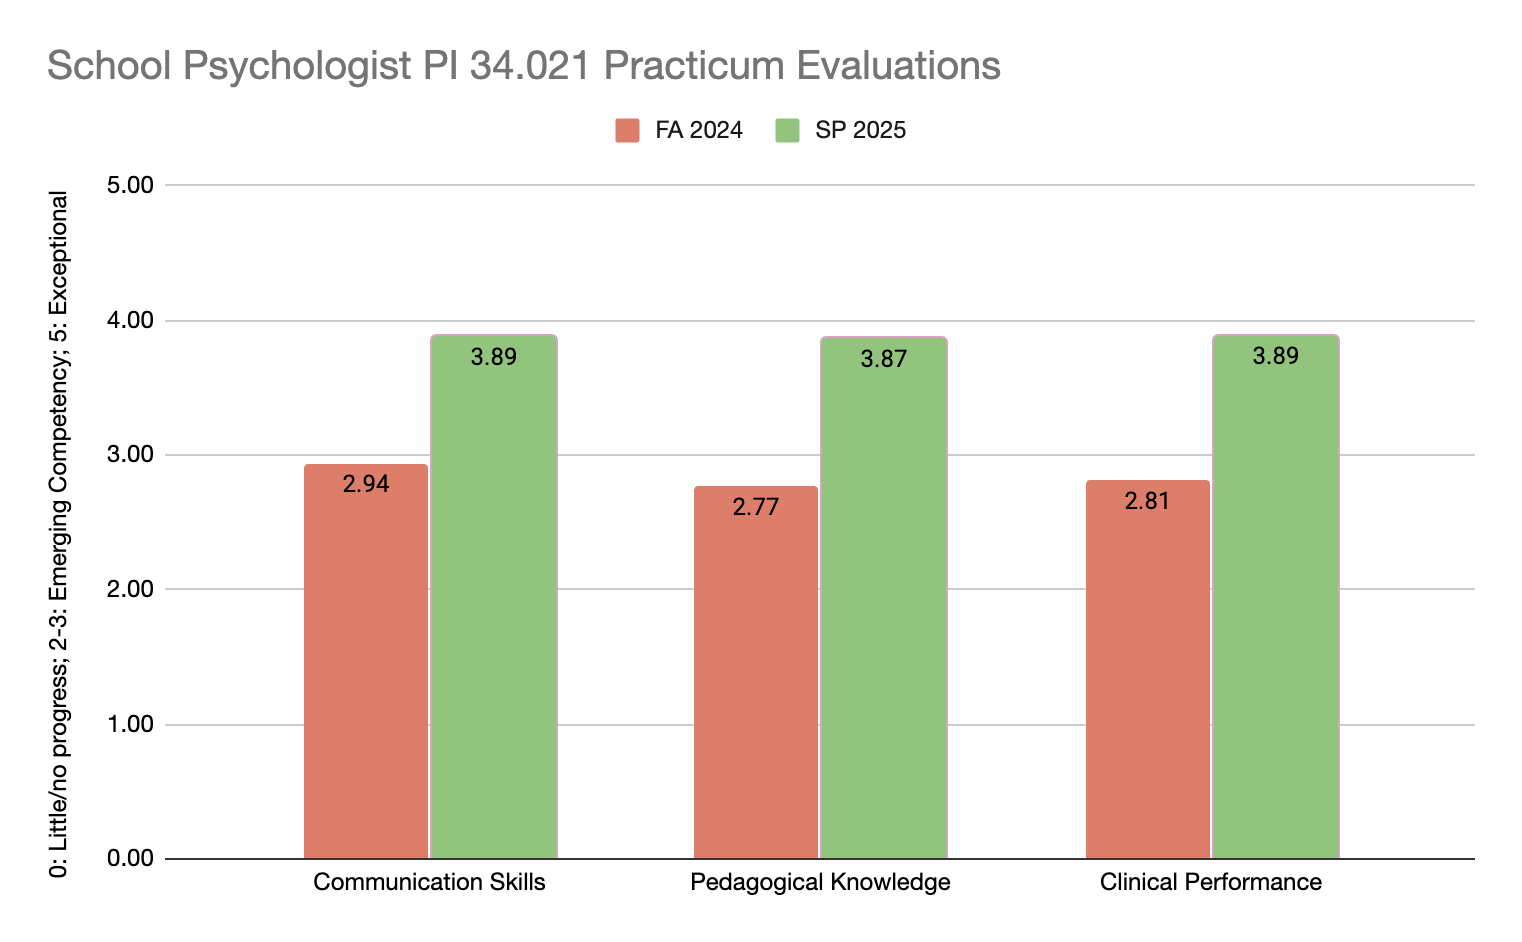 School Psychologist PI 34.021 Practicum Evaluations
FA 2024
SP 2025
0: Little/no progress; 2-3: Emerging Competency; 5: Exceptional
5.00
4.00
3.00
2.00
1.00
0.00
2.94
3.89
2.77
3.87
2.81
3.89
Communication Skills
Pedagogical Knowledge
Clinical Performance